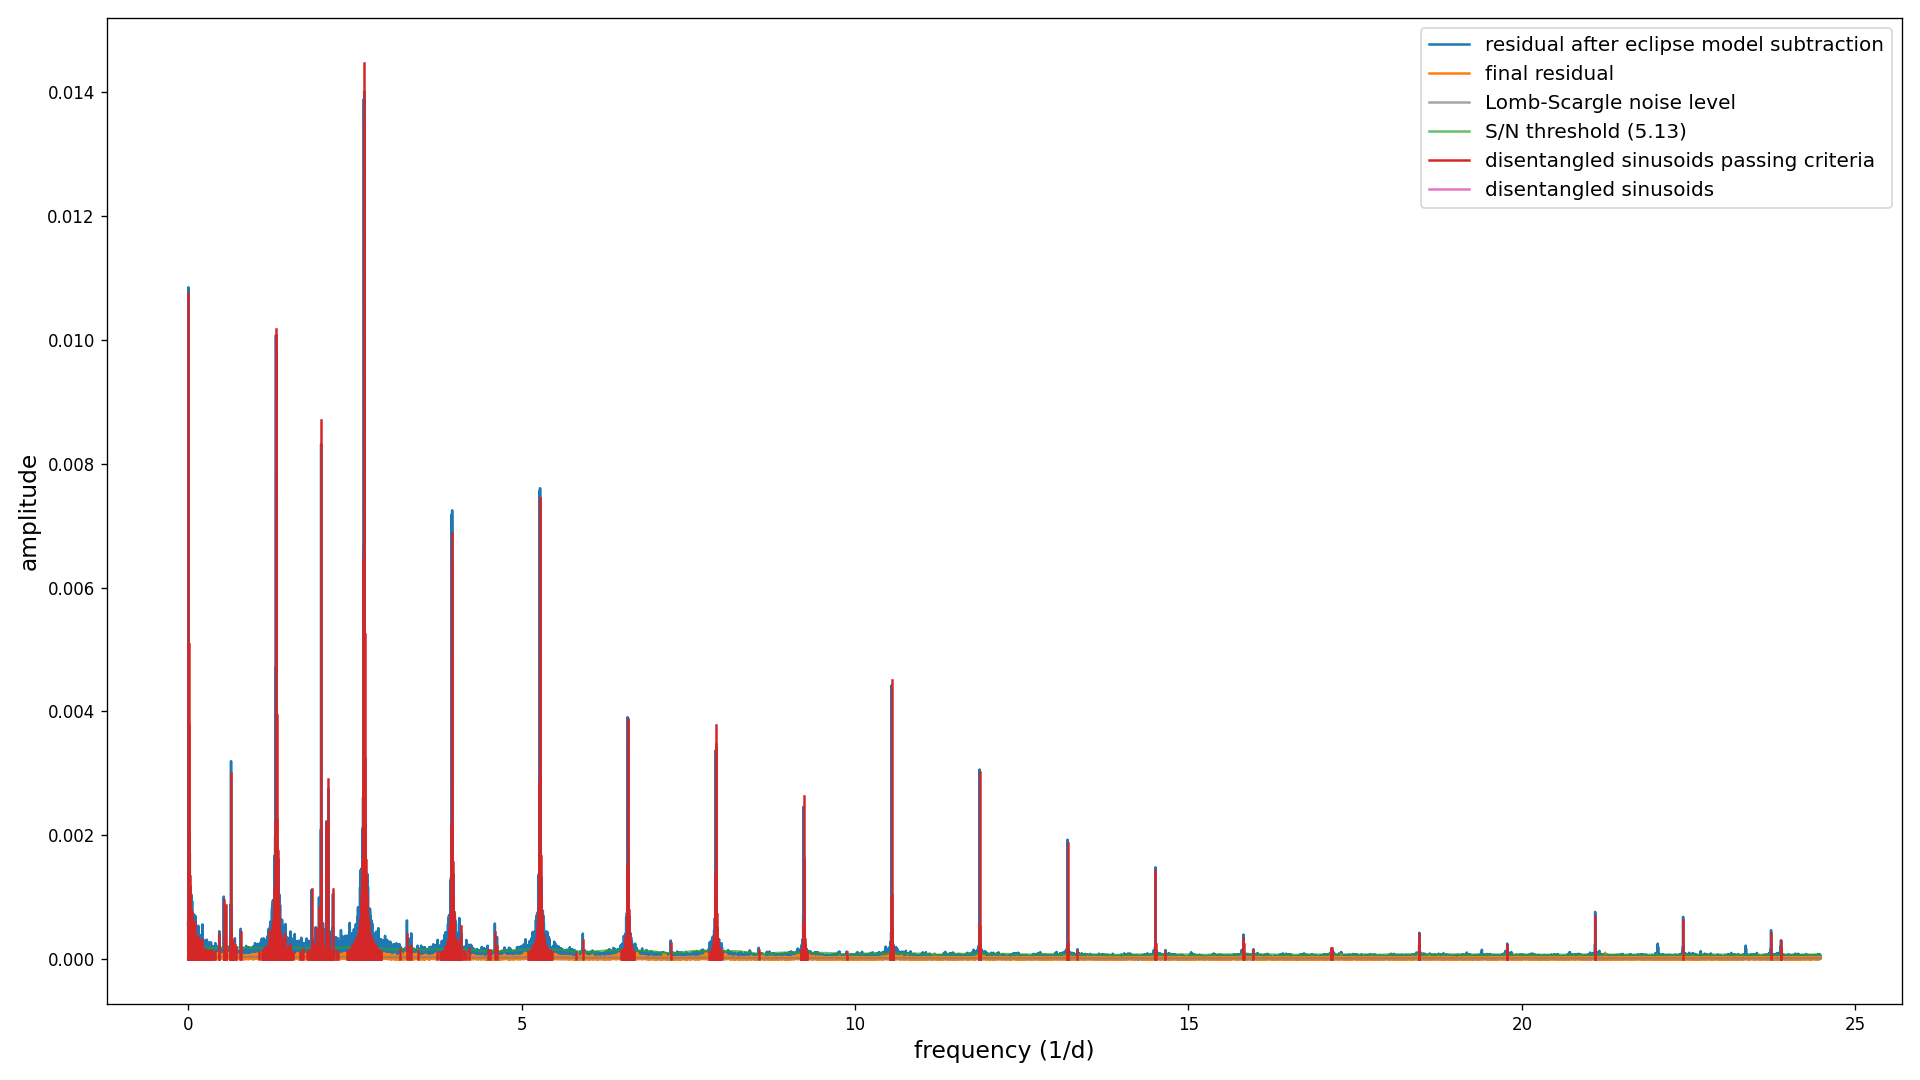 residual after eclipse model subtraction
final residual
Lomb-Scargle noise level
S/N threshold (5.13)
disentangled sinusoids passing criteria
disentangled sinusoids
0.014
0.012
0.010
0.008
0.006
0.004
0.002
0.000
amplitude
0 5 10 15 20 25
frequency (1/d)